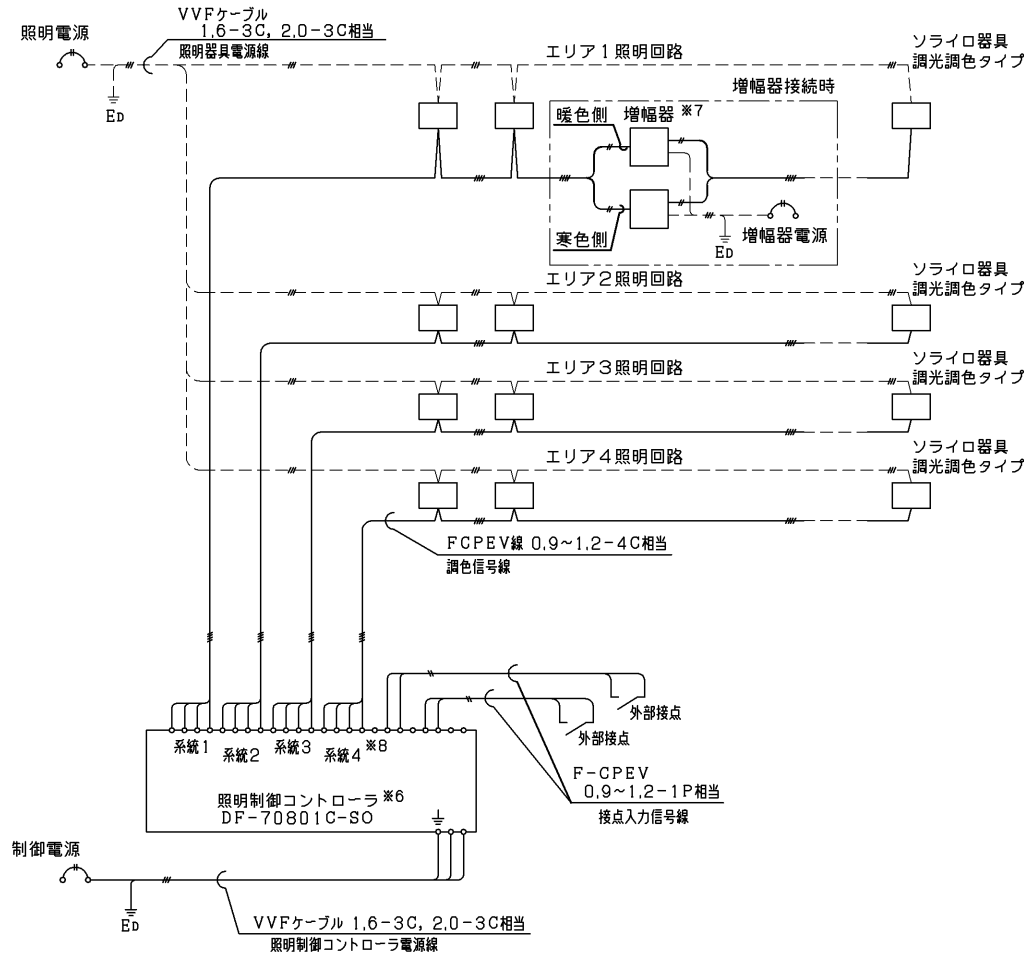 VVFケーブル
1,6-3C, 2,0-3C相当
照明器具電源線
照明電源
ED
エリア1照明回路
ソライロ器具
調光調色タイプ
増幅器接続時
暖色側
増幅器 ※7
寒色側
ED
増幅器電源
エリア2照明回路
ソライロ器具
調光調色タイプ
エリア3照明回路
ソライロ器具
調光調色タイプ
エリア4照明回路
ソライロ器具
調光調色タイプ
FCPEV線 0,9~1,2-4C相当
調色信号線
外部接点
外部接点
系統1
系統2
系統3
系統4 ※8
F-CPEV
0,9~1,2-1P相当
接点入力信号線
照明制御コントローラ ※6
DF-70801C-SO
制御電源
ED
VVFケーブル 1,6-3C, 2,0-3C相当
照明制御コントローラ電源線